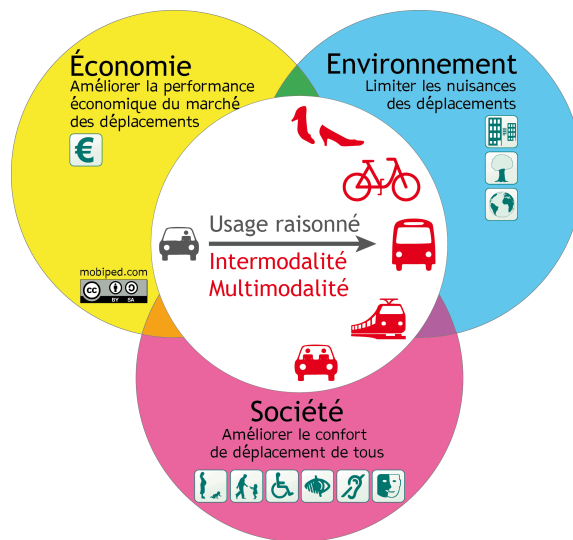 Économie
Améliorer la performance
économique du marché
des déplacements
€
Environnement
Limiter les nuisances
des déplacements
Usage raisonné
Intermodalité
Multimodalité
mobiped.com
cc
BY SA
Société
Améliorer le confort
de déplacement de tous